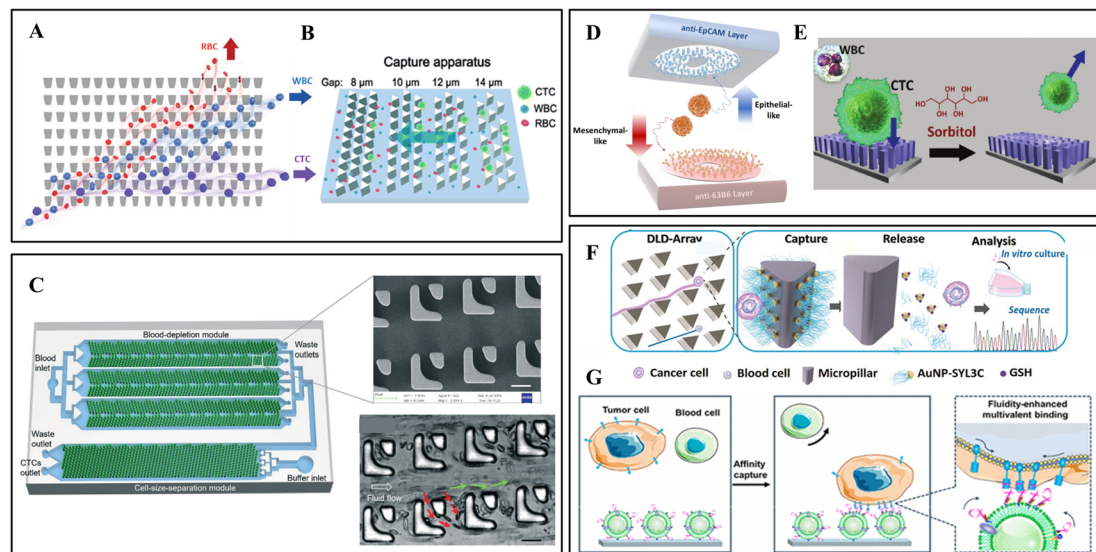 A
RBC
WBC
CTC
B
Capture apparatus
Gap: 8 μm 10 μm 12 μm 14 μm
CTC
WBC
RBC
C
Blood-depletion module
Blood
inlet
Waste
outlets
Waste
outlet
CTCs
outlet
Buffer inlet
Cell-size-separation module
Fluid flow
D
anti-EpCAM Layer
Mesenchymal-
like
Epithelial-
like
anti-63B6 Layer
E
WBC
CTC
Sorbitol
F
DLD-Array
Capture
Release
Analysis
In vitro culture
Sequence
Cancer cell
Blood cell
Micropillar
AuNP-SYL3C
GSH
G
Tumor cell
Blood cell
Affinity
capture
Fluidity-enhanced
multivalent binding